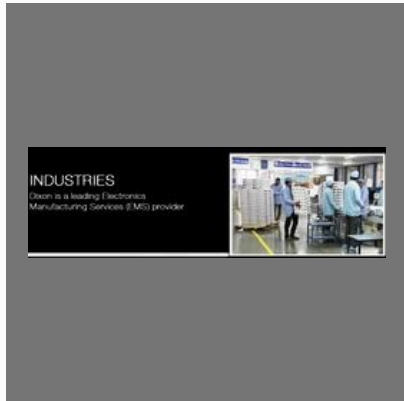 INDUSTRIES
Dixon is a leading Electronics
Manufacturing Services (EMS) provider